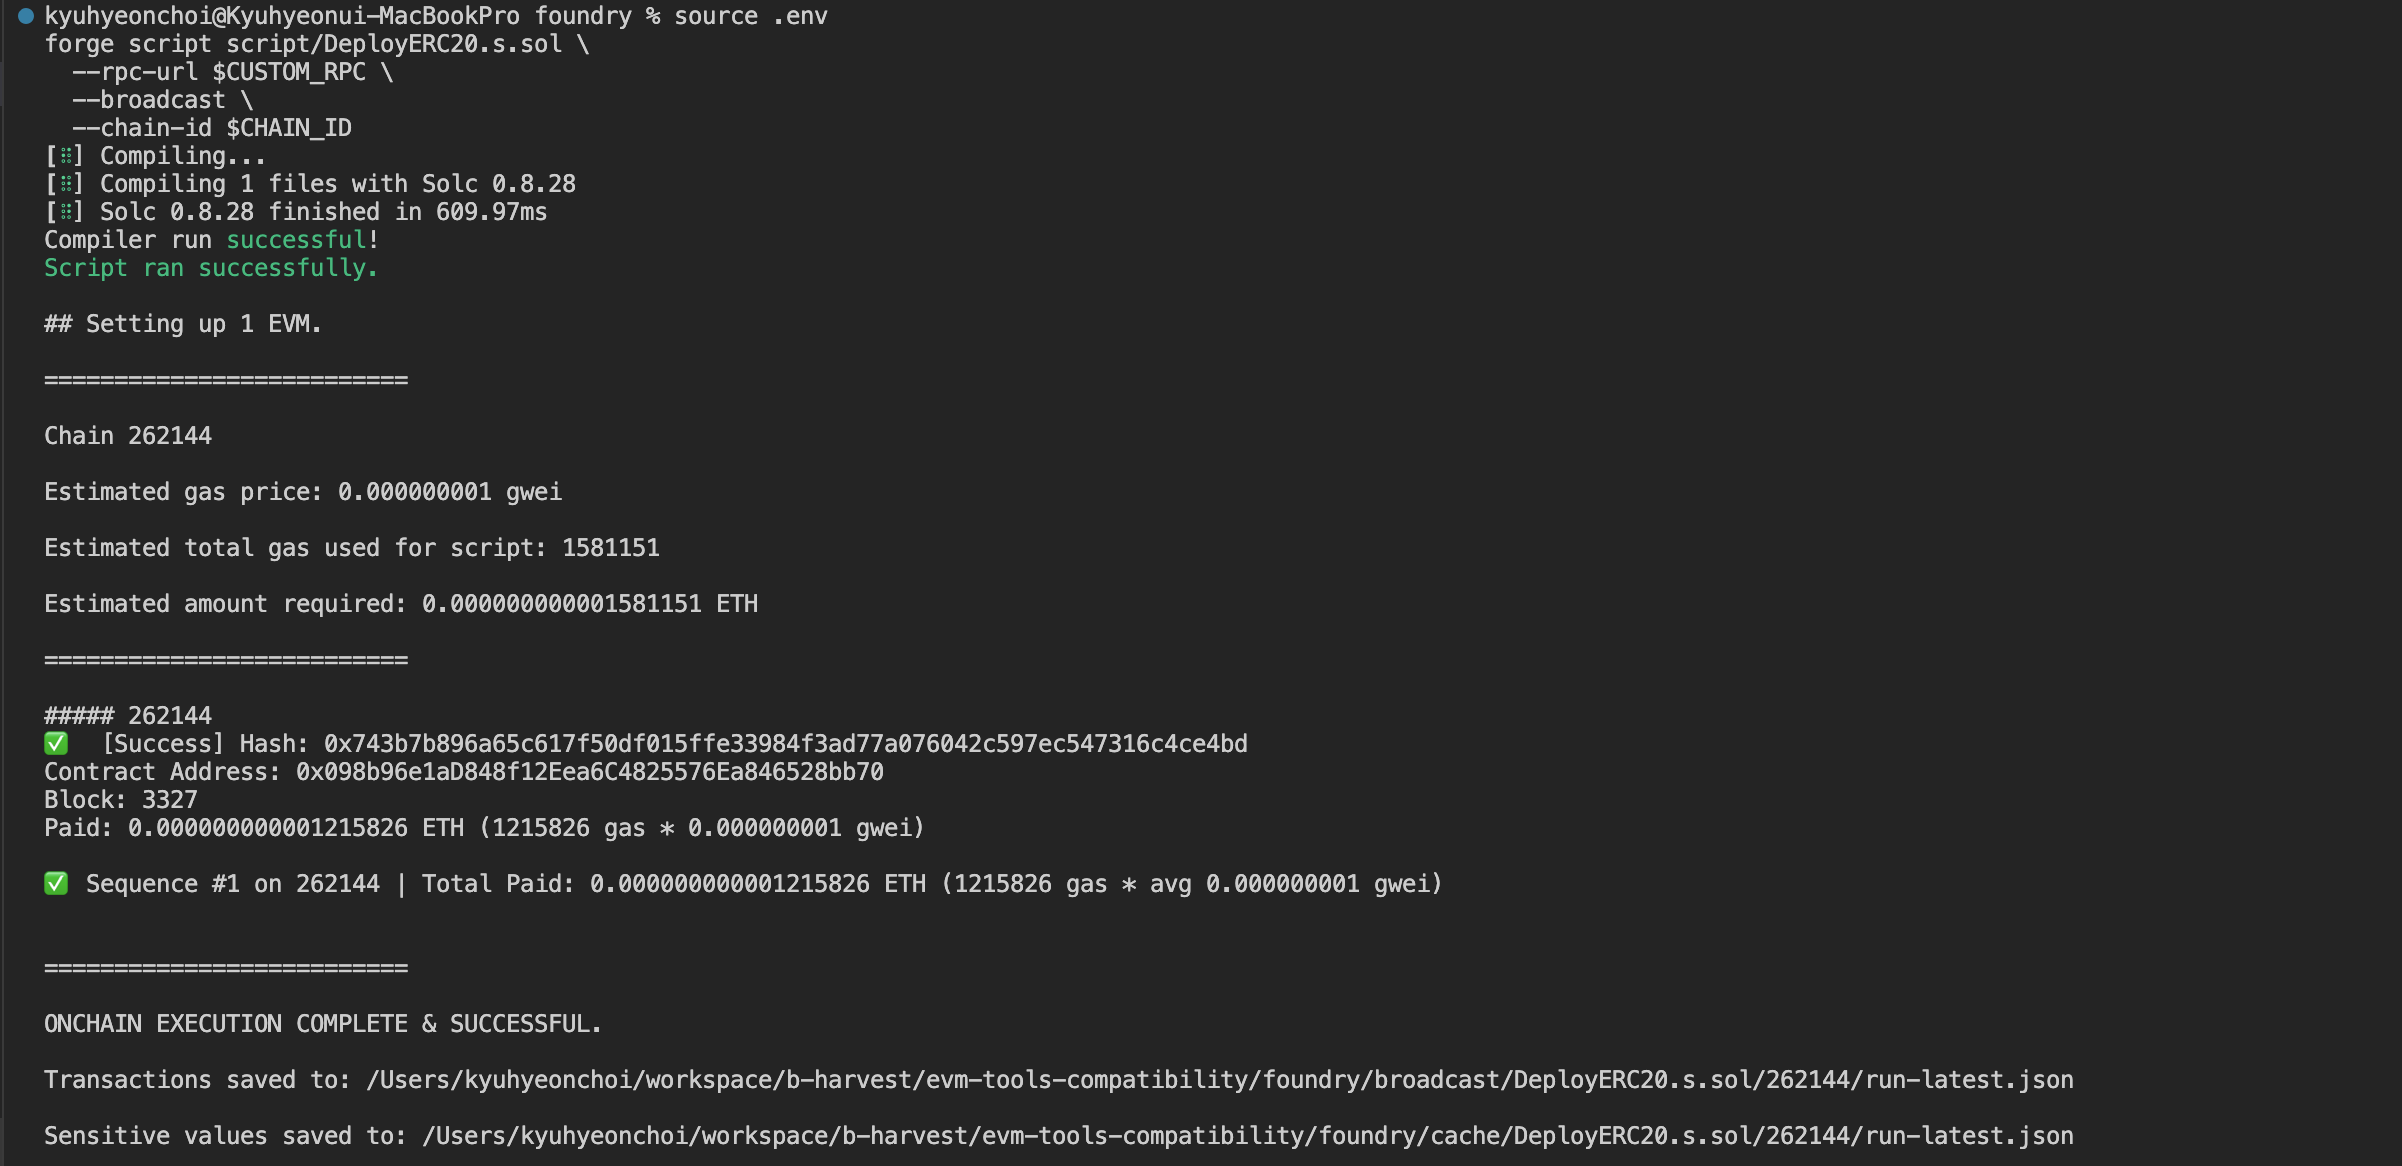 kyuhyeonchoi@Kyuhyeonui-MacBookPro foundry % source .env
forge script script/DeployERC20.s.sol \
  --rpc-url $CUSTOM_RPC \
  --broadcast \
  --chain-id $CHAIN_ID
[⠿] Compiling...
[⠿] Compiling 1 files with Solc 0.8.28
[⠿] Solc 0.8.28 finished in 609.97ms
Compiler run successful!
Script ran successfully.
## Setting up 1 EVM.
==========================
Chain 262144
Estimated gas price: 0.000000001 gwei
Estimated total gas used for script: 1581151
Estimated amount required: 0.000000000001581151 ETH
==========================
##### 262144
✅  [Success] Hash: 0x743b7b896a65c617f50df015ffe33984f3ad77a076042c597ec547316c4ce4bd
Contract Address: 0x098b96e1aD848f12Eea6C4825576Ea846528bb70
Block: 3327
Paid: 0.000000000001215826 ETH (1215826 gas * 0.000000001 gwei)
✅ Sequence #1 on 262144 | Total Paid: 0.000000000001215826 ETH (1215826 gas * avg 0.000000001 gwei)
==========================
ONCHAIN EXECUTION COMPLETE & SUCCESSFUL.
Transactions saved to: /Users/kyuhyeonchoi/workspace/b-harvest/evm-tools-compatibility/foundry/broadcast/DeployERC20.s.sol/262144/run-latest.json
Sensitive values saved to: /Users/kyuhyeonchoi/workspace/b-harvest/evm-tools-compatibility/foundry/cache/DeployERC20.s.sol/262144/run-latest.json